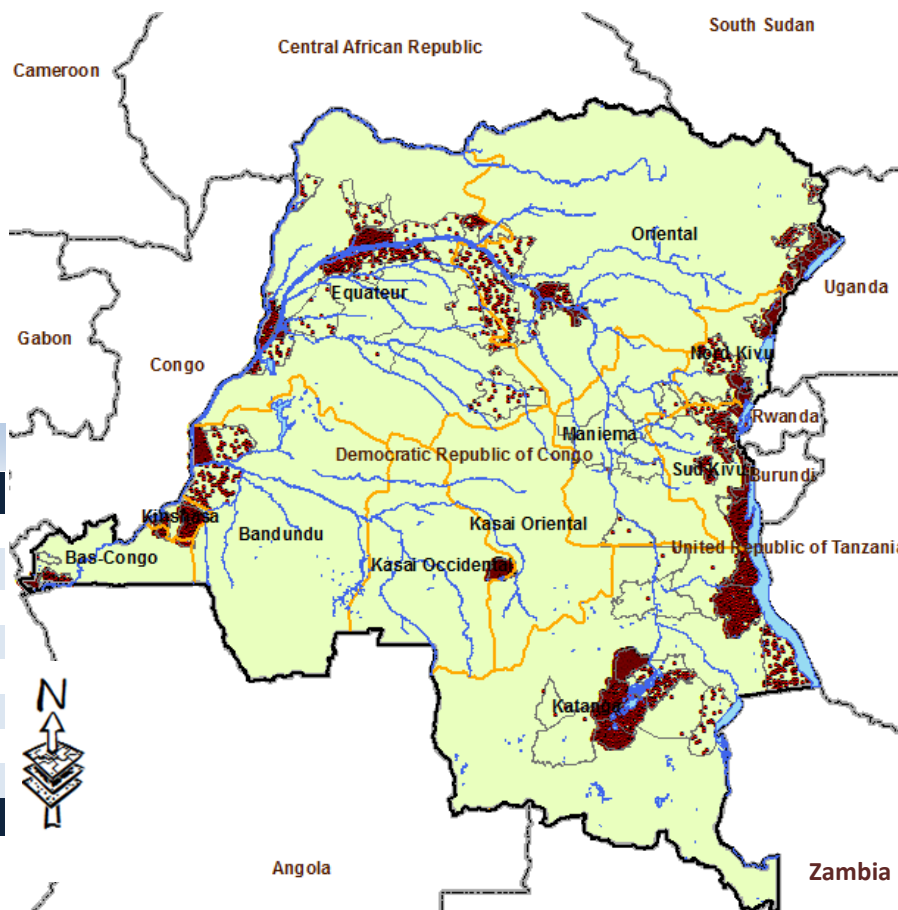 South Sudan
Central African Republic
Cameroon
Oriental
Uganda
Equateur
Gabon
Nord Kivu
Congo
Rwanda
Maniema
Democratic Republic of Congo
Sud Kivu
Burundi
Kinshasa
Kasai Oriental
Bandundu
United Republic of Tanzania
Bas-Congo
Kasai Occidental
N
Katanga
Angola
Zambia